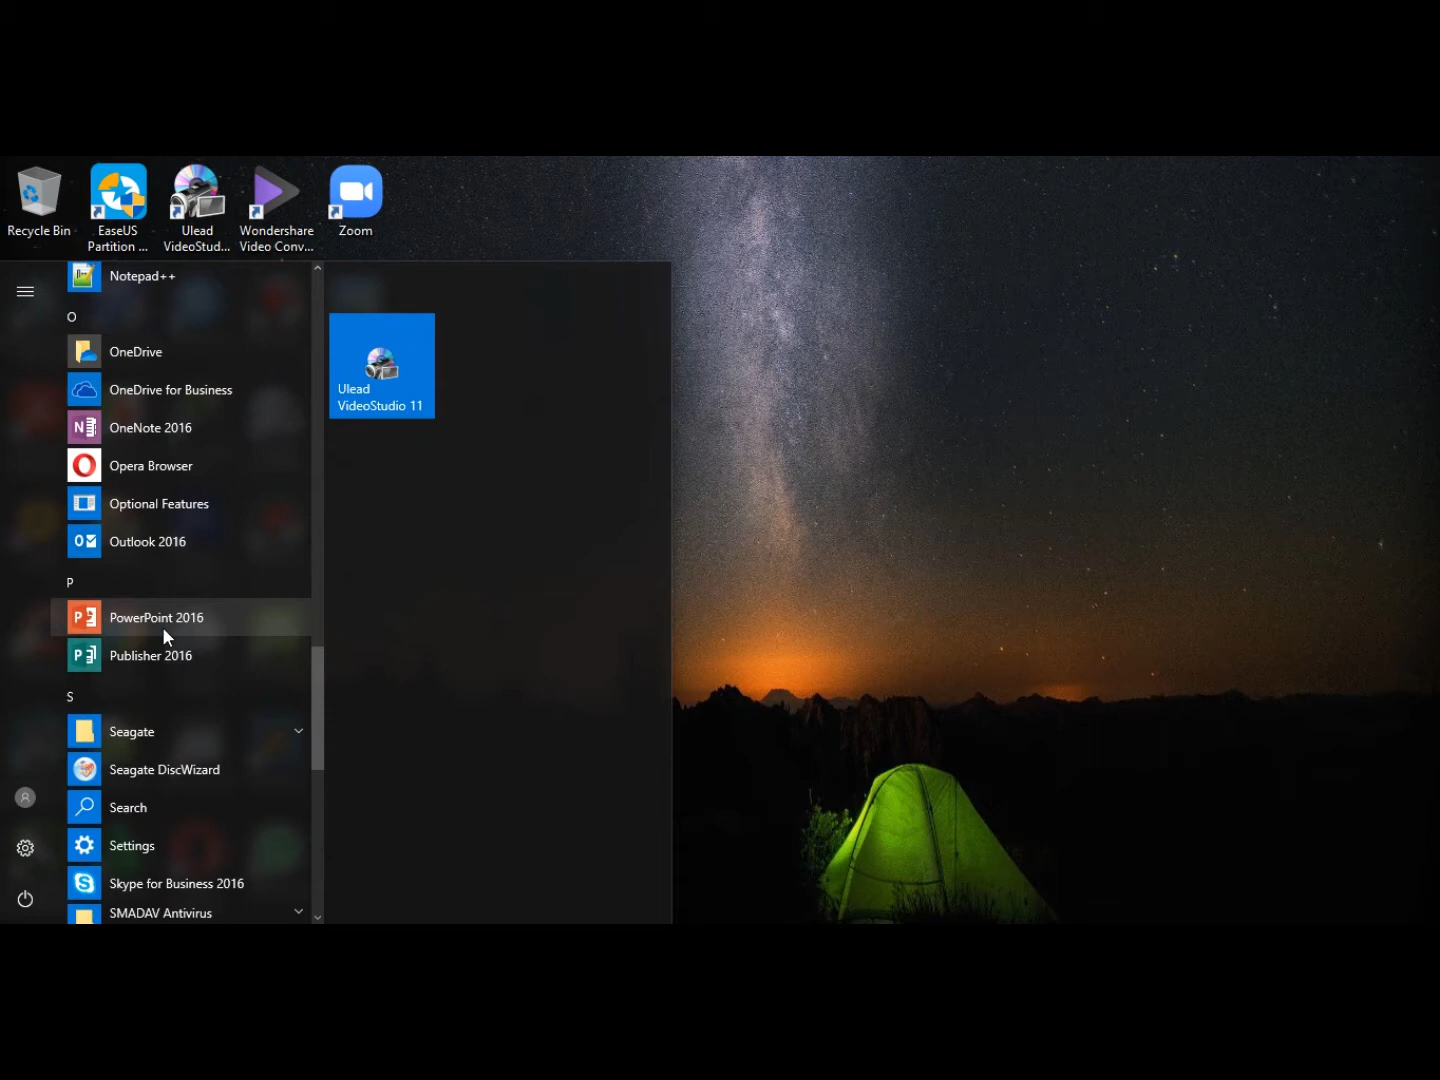 Recycle Bin
EaseUS
Partition ...
Ulead
VideoStud...
Wondershare
Video Conv...
Zoom
Notepad++
O
OneDrive
OneDrive for Business
OneNote 2016
Opera Browser
Optional Features
Outlook 2016
P
PowerPoint 2016
Publisher 2016
S
Seagate
Seagate DiscWizard
Search
Settings
Skype for Business 2016
SMADAV Antivirus
Ulead
VideoStudio 11